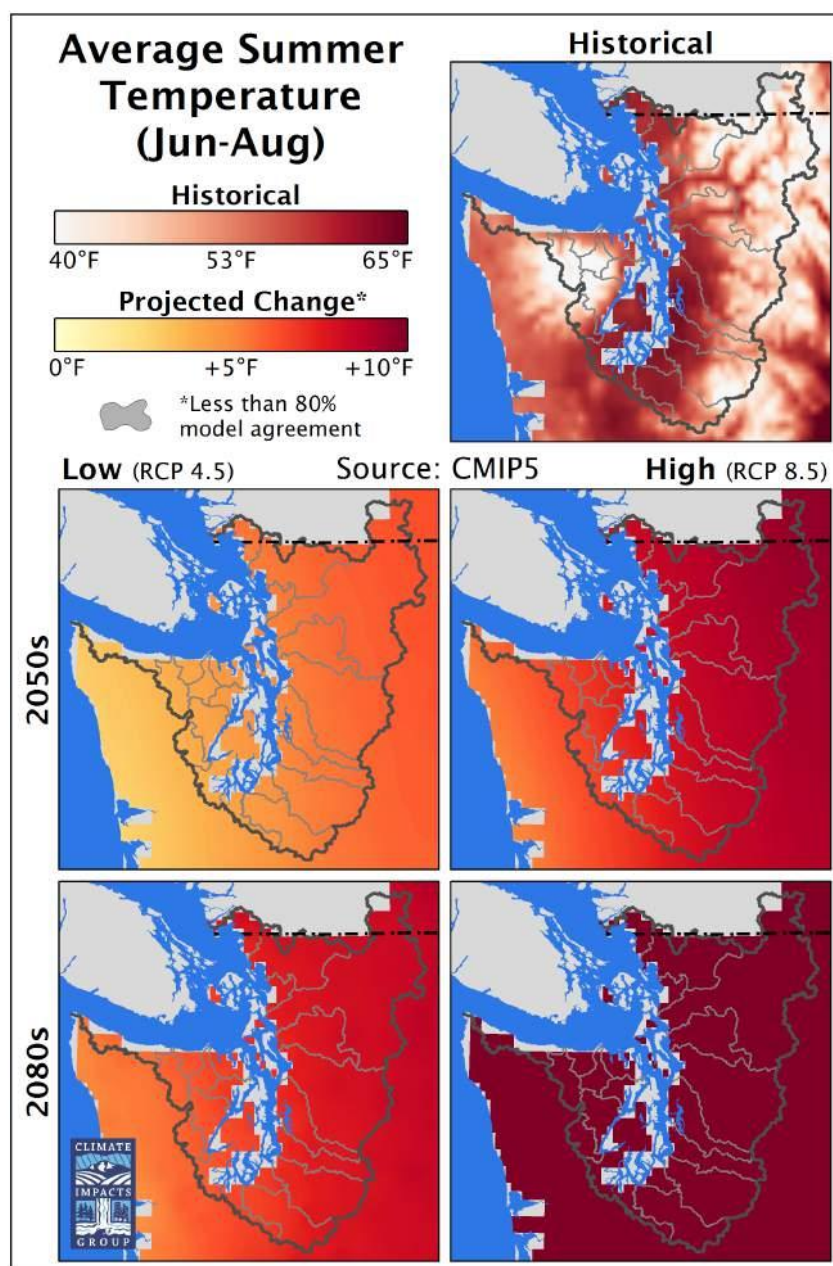 Average Summer
Temperature
(Jun-Aug)
Historical
Historical
40°F 53°F 65°F
Projected Change*
0°F +5°F +10°F
*Less than 80%
model agreement
Low (RCP 4.5) Source: CMIP5 High (RCP 8.5)
2050s
2080s
CLIMATE
IMPACTS
GROUP